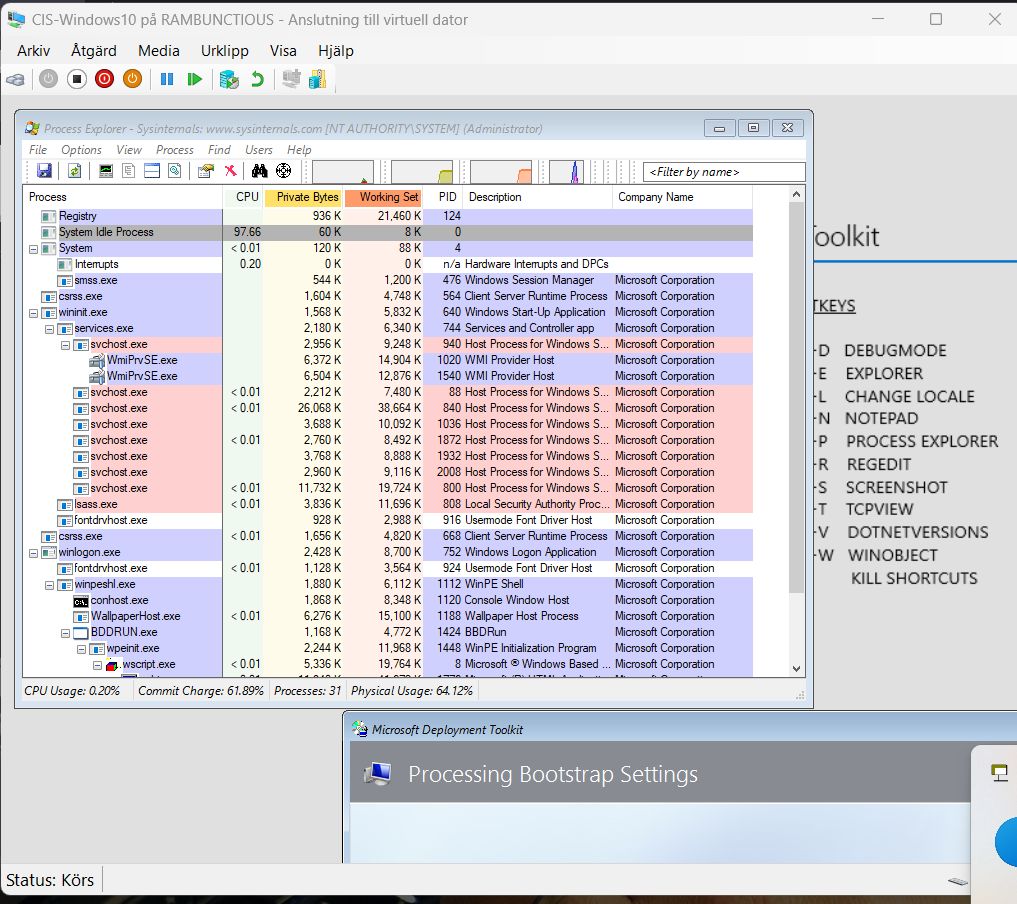 CIS-Windows10 på RAMBUNCTIOUS - Anslutning till virtuell dator
Arkiv Åtgärd Media Urklipp Visa Hjälp
Process Explorer - Sysinternals: www.sysinternals.com [NT AUTHORITY\SYSTEM] (Administrator)
File Options View Process Find Users Help
<Filter by name>
Process CPU Private Bytes Working Set PID Description Company Name
Registry 936 K 21,460 K 124
System Idle Process 97.66 60 K 8 K 0
System < 0.01 120 K 88 K 4
Interrupts 0.20 0 K 0 K n/a Hardware Interrupts and DPCs
smss.exe 544 K 1,200 K 476 Windows Session Manager Microsoft Corporation
csrss.exe 1,604 K 4,748 K 564 Client Server Runtime Process Microsoft Corporation
wininit.exe 1,568 K 5,832 K 640 Windows Start-Up Application Microsoft Corporation
services.exe 2,180 K 6,340 K 744 Services and Controller app Microsoft Corporation
svchost.exe 2,956 K 9,248 K 940 Host Process for Windows S... Microsoft Corporation
WmiPrvSE.exe 6,372 K 14,904 K 1020 WMI Provider Host Microsoft Corporation
WmiPrvSE.exe 6,504 K 12,876 K 1540 WMI Provider Host Microsoft Corporation
svchost.exe < 0.01 2,212 K 7,480 K 88 Host Process for Windows S... Microsoft Corporation
svchost.exe < 0.01 26,068 K 38,664 K 840 Host Process for Windows S... Microsoft Corporation
svchost.exe 3,688 K 10,092 K 1036 Host Process for Windows S... Microsoft Corporation
svchost.exe < 0.01 2,760 K 8,492 K 1872 Host Process for Windows S... Microsoft Corporation
svchost.exe 3,768 K 8,888 K 1932 Host Process for Windows S... Microsoft Corporation
svchost.exe 2,960 K 9,116 K 2008 Host Process for Windows S... Microsoft Corporation
svchost.exe < 0.01 11,732 K 19,724 K 800 Host Process for Windows S... Microsoft Corporation
lsass.exe < 0.01 3,836 K 11,696 K 808 Local Security Authority Proc... Microsoft Corporation
fontdrvhost.exe 928 K 2,988 K 916 Usermode Font Driver Host Microsoft Corporation
csrss.exe < 0.01 1,656 K 4,820 K 668 Client Server Runtime Process Microsoft Corporation
winlogon.exe 2,428 K 8,700 K 752 Windows Logon Application Microsoft Corporation
fontdrvhost.exe < 0.01 1,128 K 3,564 K 924 Usermode Font Driver Host Microsoft Corporation
winpeshl.exe 1,880 K 6,112 K 1112 WinPE Shell Microsoft Corporation
conhost.exe 1,868 K 8,348 K 1120 Console Window Host Microsoft Corporation
WallpaperHost.exe < 0.01 6,276 K 15,100 K 1188 Wallpaper Host Process Microsoft Corporation
BDDRUN.exe 1,168 K 4,772 K 1424 BBDRun Microsoft Corporation
wpeinit.exe 2,244 K 11,968 K 1448 WinPE Initialization Program Microsoft Corporation
wscript.exe < 0.01 5,336 K 19,764 K 8 Microsoft ® Windows Based ... Microsoft Corporation
CPU Usage: 0.20% Commit Charge: 61.89% Processes: 31 Physical Usage: 64.12%
oolkit
TKEYS
-D DEBUGMODE
-E EXPLORER
-L CHANGE LOCALE
-N NOTEPAD
-P PROCESS EXPLORER
-R REGEDIT
-S SCREENSHOT
-T TCPVIEW
-V DOTNETVERSIONS
-W WINOBJECT
KILL SHORTCUTS
Microsoft Deployment Toolkit
Processing Bootstrap Settings
Status: Körs